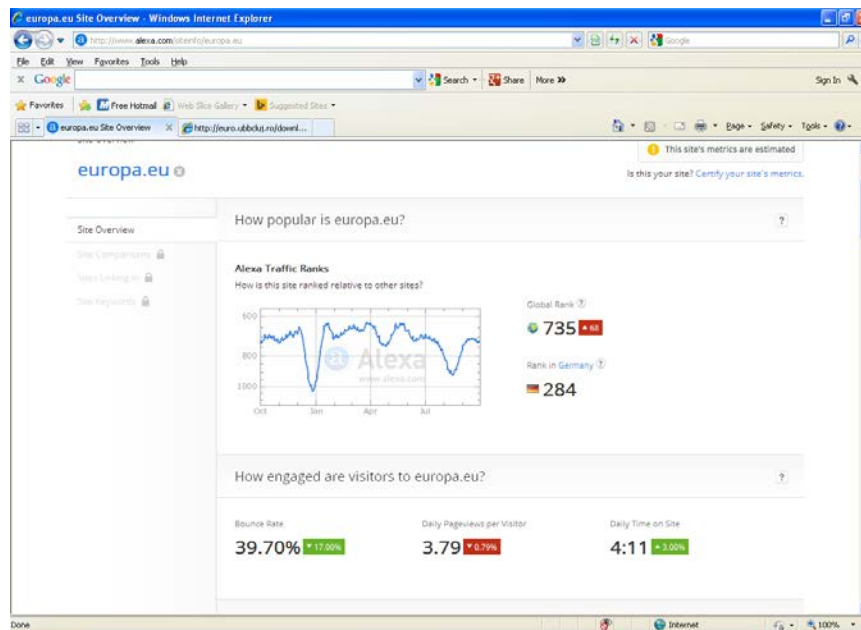 europa.eu Site Overview - Windows Internet Explorer
http://www.alexa.com/siteinfo/europa.eu
Google
File Edit View Favorites Tools Help
x Google Search Share More » Sign In
Favorites Free Hotmail Web Slice Gallery Suggested Sites
europa.eu Site Overview X http://euro.ubbcluj.ro/downl... Page Safety Tools
Site Overview
This site's metrics are estimated
europa.eu
Is this your site? Certify your site's metrics.
Site Overview
Site Comparisons
Sites Linking In
Site Keywords
How popular is europa.eu? ?
Alexa Traffic Ranks
How is this site ranked relative to other sites?
600
800
1000
Oct Jan Apr Jul
a Alexa
www.alexa.com
Global Rank ?
735 68
Rank in Germany ?
284
How engaged are visitors to europa.eu? ?
Bounce Rate
39.70% 17.00%
Daily Pageviews per Visitor
3.79 0.79%
Daily Time on Site
4:11 3.00%
Done Internet 100%